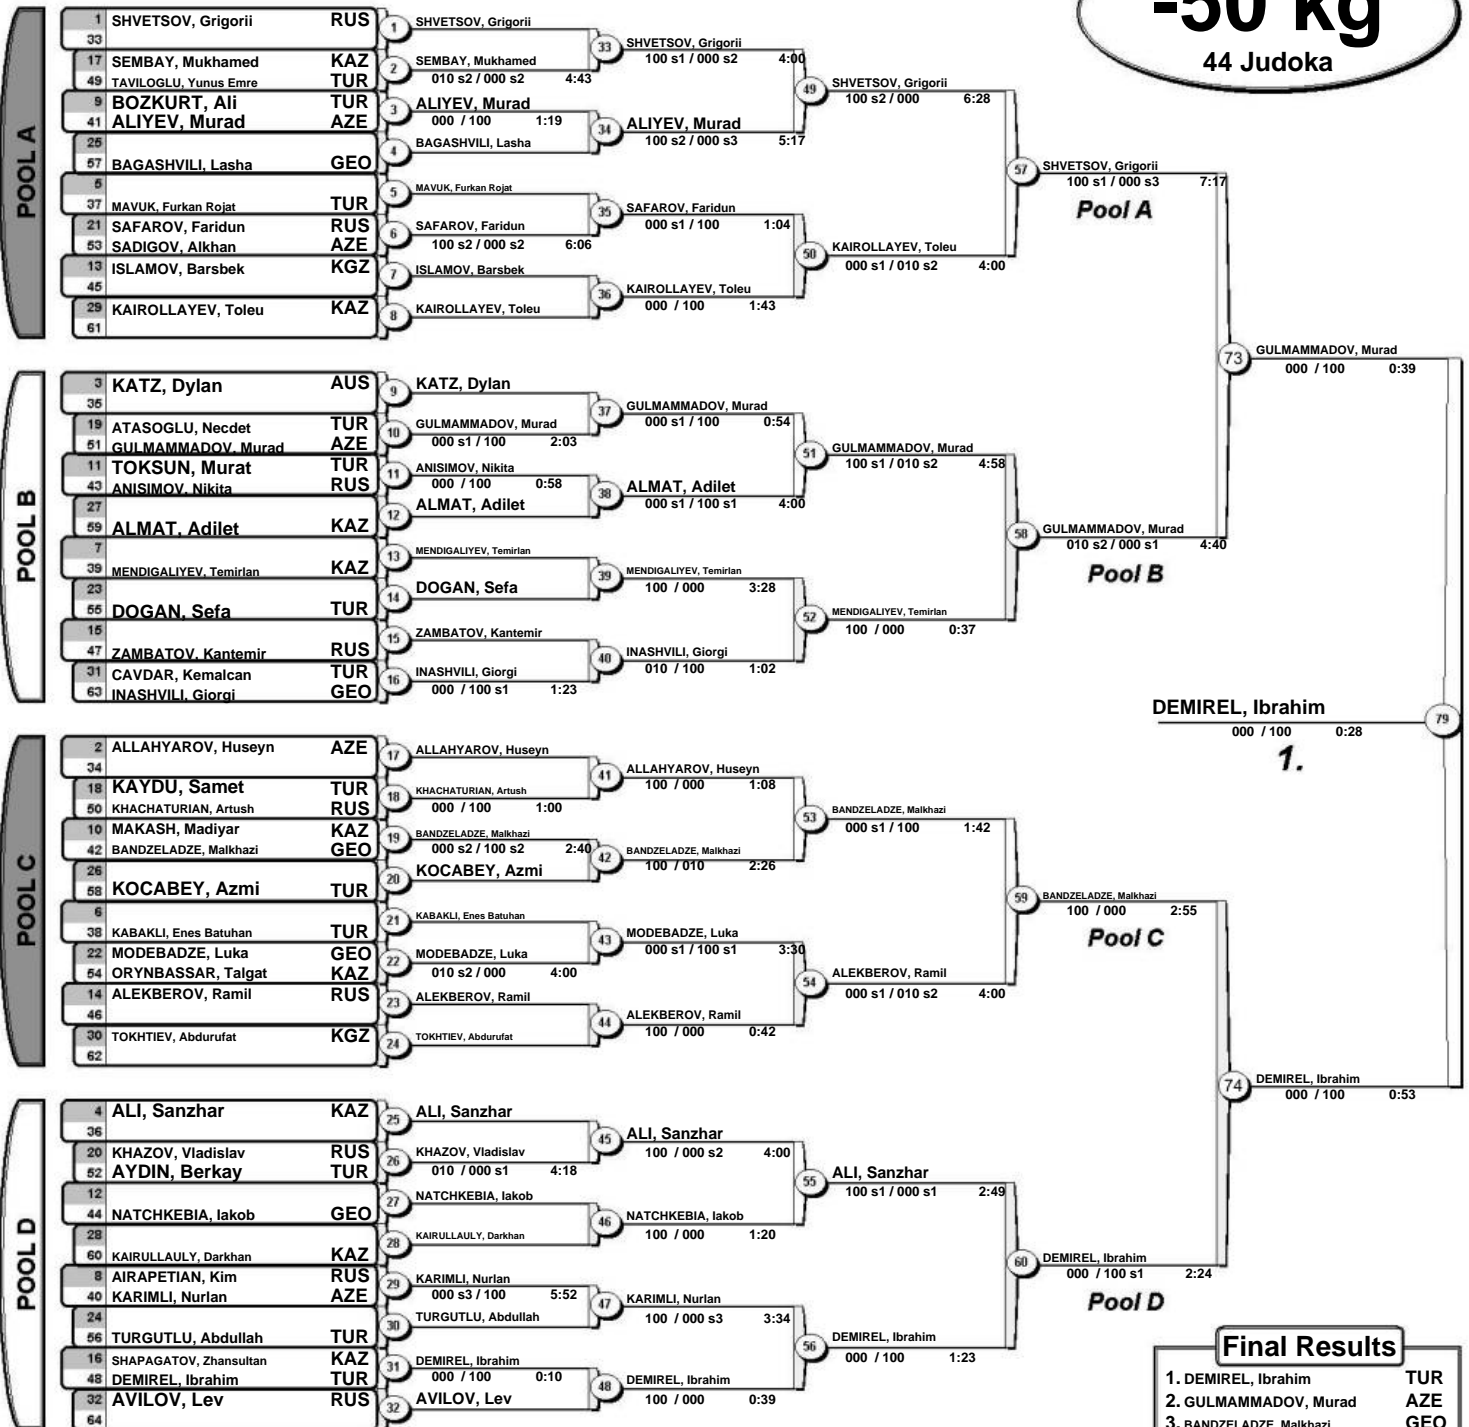 -50 kg
44 Judoka
POOL A
1 SHVETSOV, Grigorii RUS
33
17 SEMBAY, Mukhamed KAZ
49 TAVILOGLU, Yunus Emre TUR
9 BOZKURT, Ali TUR
41 ALIYEV, Murad AZE
25
57 BAGASHVILI, Lasha GEO
5
37 MAVUK, Furkan Rojat TUR
21 SAFAROV, Faridun RUS
53 SADIGOV, Alkhan AZE
13 ISLAMOV, Barsbek KGZ
45
29 KAIROLLAYEV, Toleu KAZ
61
1 SHVETSOV, Grigorii
2 SEMBAY, Mukhamed
010 s2 / 000 s2 4:43
3 ALIYEV, Murad
000 / 100 1:19
4 BAGASHVILI, Lasha
5 MAVUK, Furkan Rojat
6 SAFAROV, Faridun
100 s2 / 000 s2 6:06
7 ISLAMOV, Barsbek
8 KAIROLLAYEV, Toleu
33 SHVETSOV, Grigorii
100 s1 / 000 s2 4:00
34 ALIYEV, Murad
100 s2 / 000 s3 5:17
35 SAFAROV, Faridun
000 s1 / 100 1:04
36 KAIROLLAYEV, Toleu
000 / 100 1:43
49 SHVETSOV, Grigorii
100 s2 / 000 6:28
50 KAIROLLAYEV, Toleu
000 s1 / 010 s2 4:00
57 SHVETSOV, Grigorii
100 s1 / 000 s3 7:17
Pool A
POOL B
3 KATZ, Dylan AUS
35
19 ATASOGLU, Necdet TUR
51 GULMAMMADOV, Murad AZE
11 TOKSUN, Murat TUR
43 ANISIMOV, Nikita RUS
27
59 ALMAT, Adilet KAZ
7
39 MENDIGALIYEV, Temirlan KAZ
23
55 DOGAN, Sefa TUR
15
47 ZAMBATOV, Kantemir RUS
31 CAVDAR, Kemalcan TUR
63 INASHVILI, Giorgi GEO
9 KATZ, Dylan
10 GULMAMMADOV, Murad
000 s1 / 100 2:03
11 ANISIMOV, Nikita
000 / 100 0:58
12 ALMAT, Adilet
13 MENDIGALIYEV, Temirlan
14 DOGAN, Sefa
15 ZAMBATOV, Kantemir
16 INASHVILI, Giorgi
000 / 100 s1 1:23
37 GULMAMMADOV, Murad
000 s1 / 100 0:54
38 ALMAT, Adilet
000 s1 / 100 s1 4:00
39 MENDIGALIYEV, Temirlan
100 / 000 3:28
40 INASHVILI, Giorgi
010 / 100 1:02
51 GULMAMMADOV, Murad
100 s1 / 010 s2 4:58
52 MENDIGALIYEV, Temirlan
100 / 000 0:37
58 GULMAMMADOV, Murad
010 s2 / 000 s1 4:40
Pool B
73 GULMAMMADOV, Murad
000 / 100 0:39
DEMIREL, Ibrahim 79
000 / 100 0:28
1.
POOL C
2 ALLAHYAROV, Huseyn AZE
34
18 KAYDU, Samet TUR
50 KHACHATURIAN, Artush RUS
10 MAKASH, Madiyar KAZ
42 BANDZELADZE, Malkhazi GEO
26
58 KOCABEY, Azmi TUR
6
38 KABAKLI, Enes Batuhan TUR
22 MODEBADZE, Luka GEO
54 ORYNBASSAR, Talgat KAZ
14 ALEKBEROV, Ramil RUS
46
30 TOKHTIEV, Abdurufat KGZ
62
17 ALLAHYAROV, Huseyn
18 KHACHATURIAN, Artush
000 / 100 1:00
19 BANDZELADZE, Malkhazi
000 s2 / 100 s2 2:40
20 KOCABEY, Azmi
21 KABAKLI, Enes Batuhan
22 MODEBADZE, Luka
010 s2 / 000 4:00
23 ALEKBEROV, Ramil
24 TOKHTIEV, Abdurufat
41 ALLAHYAROV, Huseyn
100 / 000 1:08
42 BANDZELADZE, Malkhazi
100 / 010 2:26
43 MODEBADZE, Luka
000 s1 / 100 s1 3:30
44 ALEKBEROV, Ramil
100 / 000 0:42
53 BANDZELADZE, Malkhazi
000 s1 / 100 1:42
54 ALEKBEROV, Ramil
000 s1 / 010 s2 4:00
59 BANDZELADZE, Malkhazi
100 / 000 2:55
Pool C
74 DEMIREL, Ibrahim
000 / 100 0:53
POOL D
4 ALI, Sanzhar KAZ
36
20 KHAZOV, Vladislav RUS
52 AYDIN, Berkay TUR
12
44 NATCHKEBIA, Iakob GEO
28
60 KAIRULLAULY, Darkhan KAZ
8 AIRAPETIAN, Kim RUS
40 KARIMLI, Nurlan AZE
24
56 TURGUTLU, Abdullah TUR
16 SHAPAGATOV, Zhansultan KAZ
48 DEMIREL, Ibrahim TUR
32 AVILOV, Lev RUS
64
25 ALI, Sanzhar
26 KHAZOV, Vladislav
010 / 000 s1 4:18
27 NATCHKEBIA, Iakob
28 KAIRULLAULY, Darkhan
29 KARIMLI, Nurlan
000 s3 / 100 5:52
30 TURGUTLU, Abdullah
31 DEMIREL, Ibrahim
000 / 100 0:10
32 AVILOV, Lev
45 ALI, Sanzhar
100 / 000 s2 4:00
46 NATCHKEBIA, Iakob
100 / 000 1:20
47 KARIMLI, Nurlan
100 / 000 s3 3:34
48 DEMIREL, Ibrahim
100 / 000 0:39
55 ALI, Sanzhar
100 s1 / 000 s1 2:49
56 DEMIREL, Ibrahim
000 / 100 1:23
60 DEMIREL, Ibrahim
000 / 100 s1 2:24
Pool D
Final Results
1. DEMIREL, Ibrahim TUR
2. GULMAMMADOV, Murad AZE
3. BANDZELADZE, Malkhazi GEO